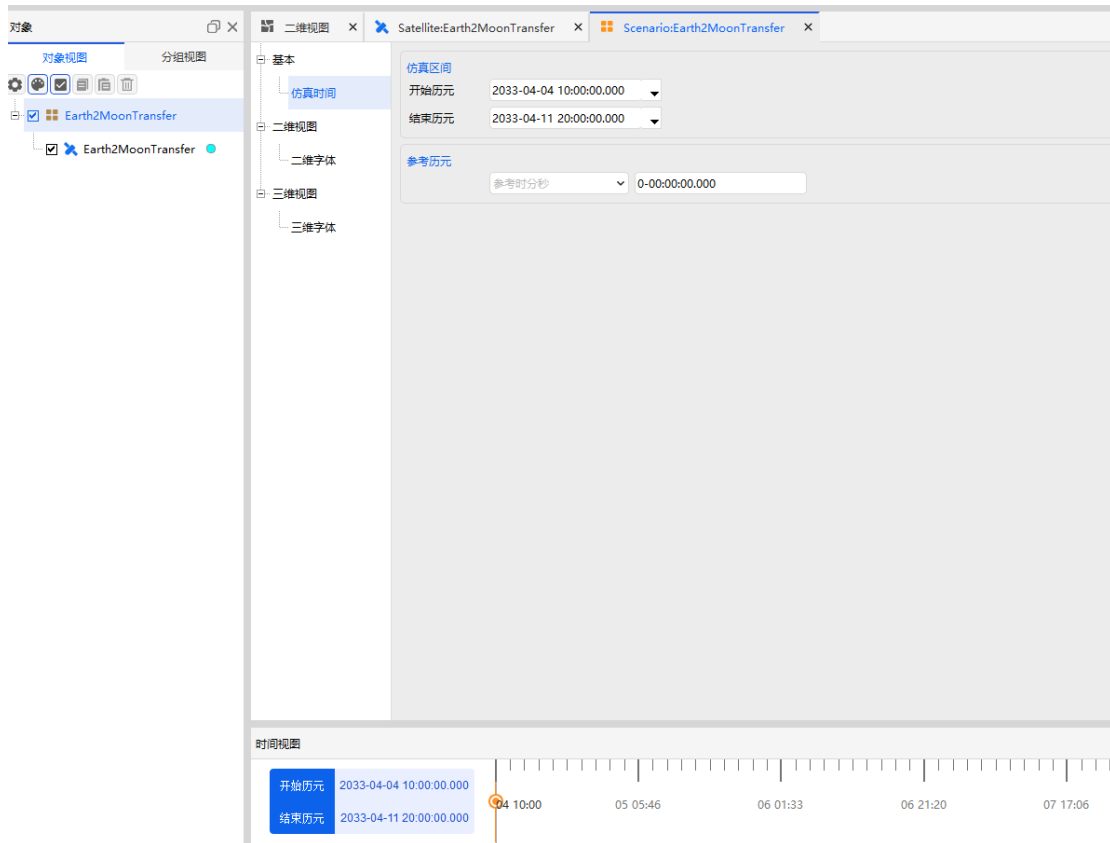 对象
对象视图 分组视图
Earth2MoonTransfer
Earth2MoonTransfer
二维视图 Satellite:Earth2MoonTransfer Scenario:Earth2MoonTransfer
基本
仿真时间
二维视图
二维字体
三维视图
三维字体
仿真区间
开始历元 2033-04-04 10:00:00.000
结束历元 2033-04-11 20:00:00.000
参考历元
参考时分秒 0-00:00:00.000
时间视图
开始历元 2033-04-04 10:00:00.000
结束历元 2033-04-11 20:00:00.000
04 10:00 05 05:46 06 01:33 06 21:20 07 17:06